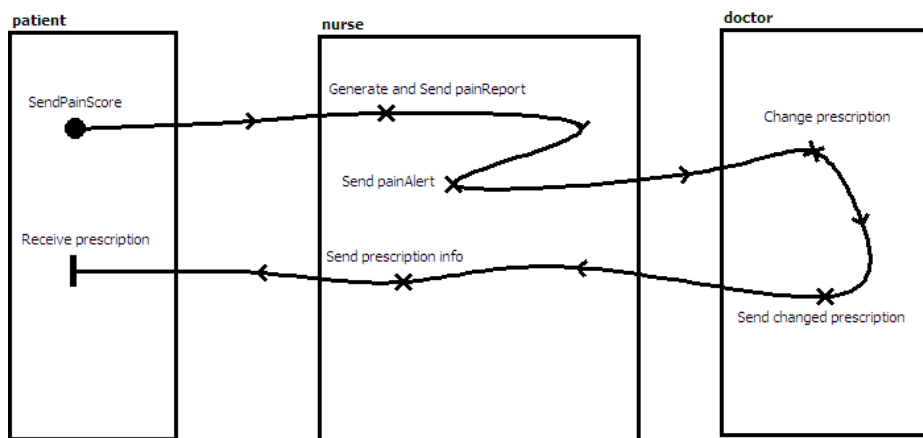 patient
nurse
doctor
Generate and Send painReport
SendPainScore
Change prescription
Send painAlert
Receive prescription
Send prescription info
Send changed prescription